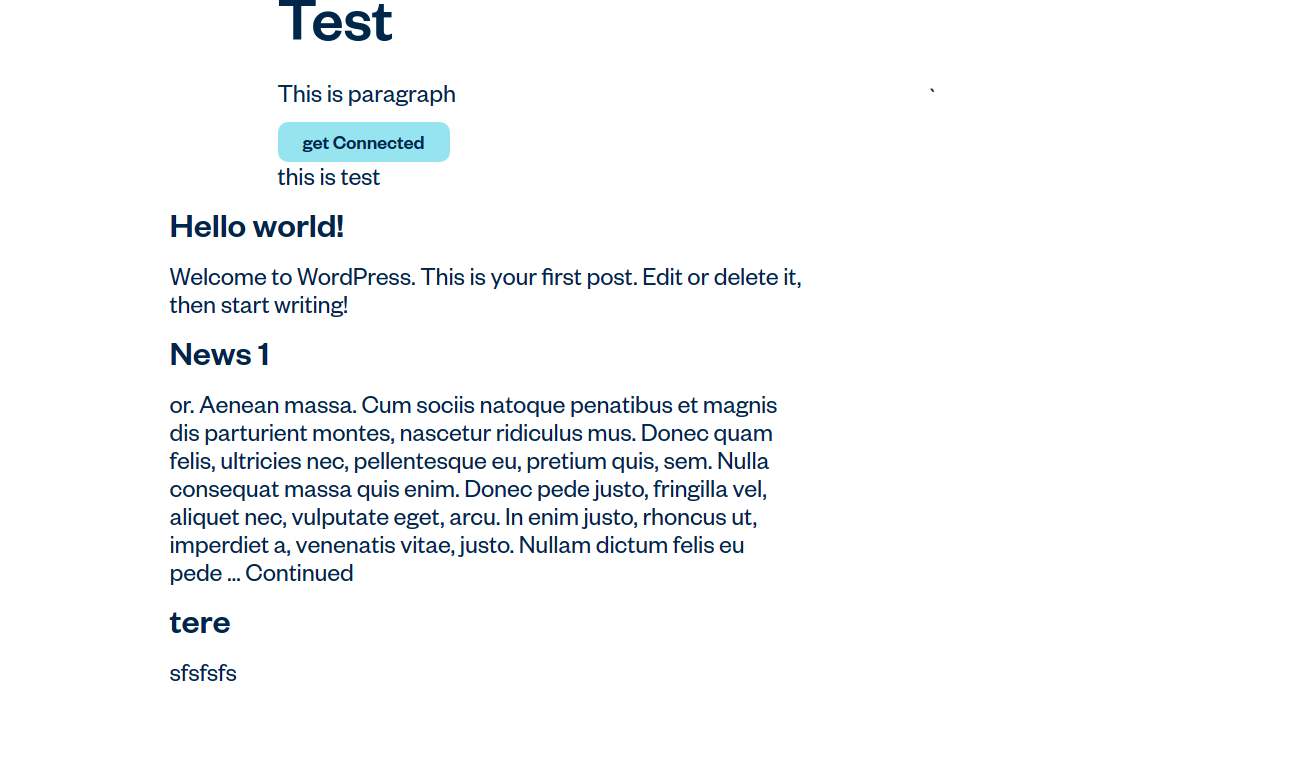 Test
This is paragraph
`
get Connected
this is test
Hello world!
Welcome to WordPress. This is your first post. Edit or delete it,
then start writing!
News 1
or. Aenean massa. Cum sociis natoque penatibus et magnis
dis parturient montes, nascetur ridiculus mus. Donec quam
felis, ultricies nec, pellentesque eu, pretium quis, sem. Nulla
consequat massa quis enim. Donec pede justo, fringilla vel,
aliquet nec, vulputate eget, arcu. In enim justo, rhoncus ut,
imperdiet a, venenatis vitae, justo. Nullam dictum felis eu
pede … Continued
tere
sfsfsfs